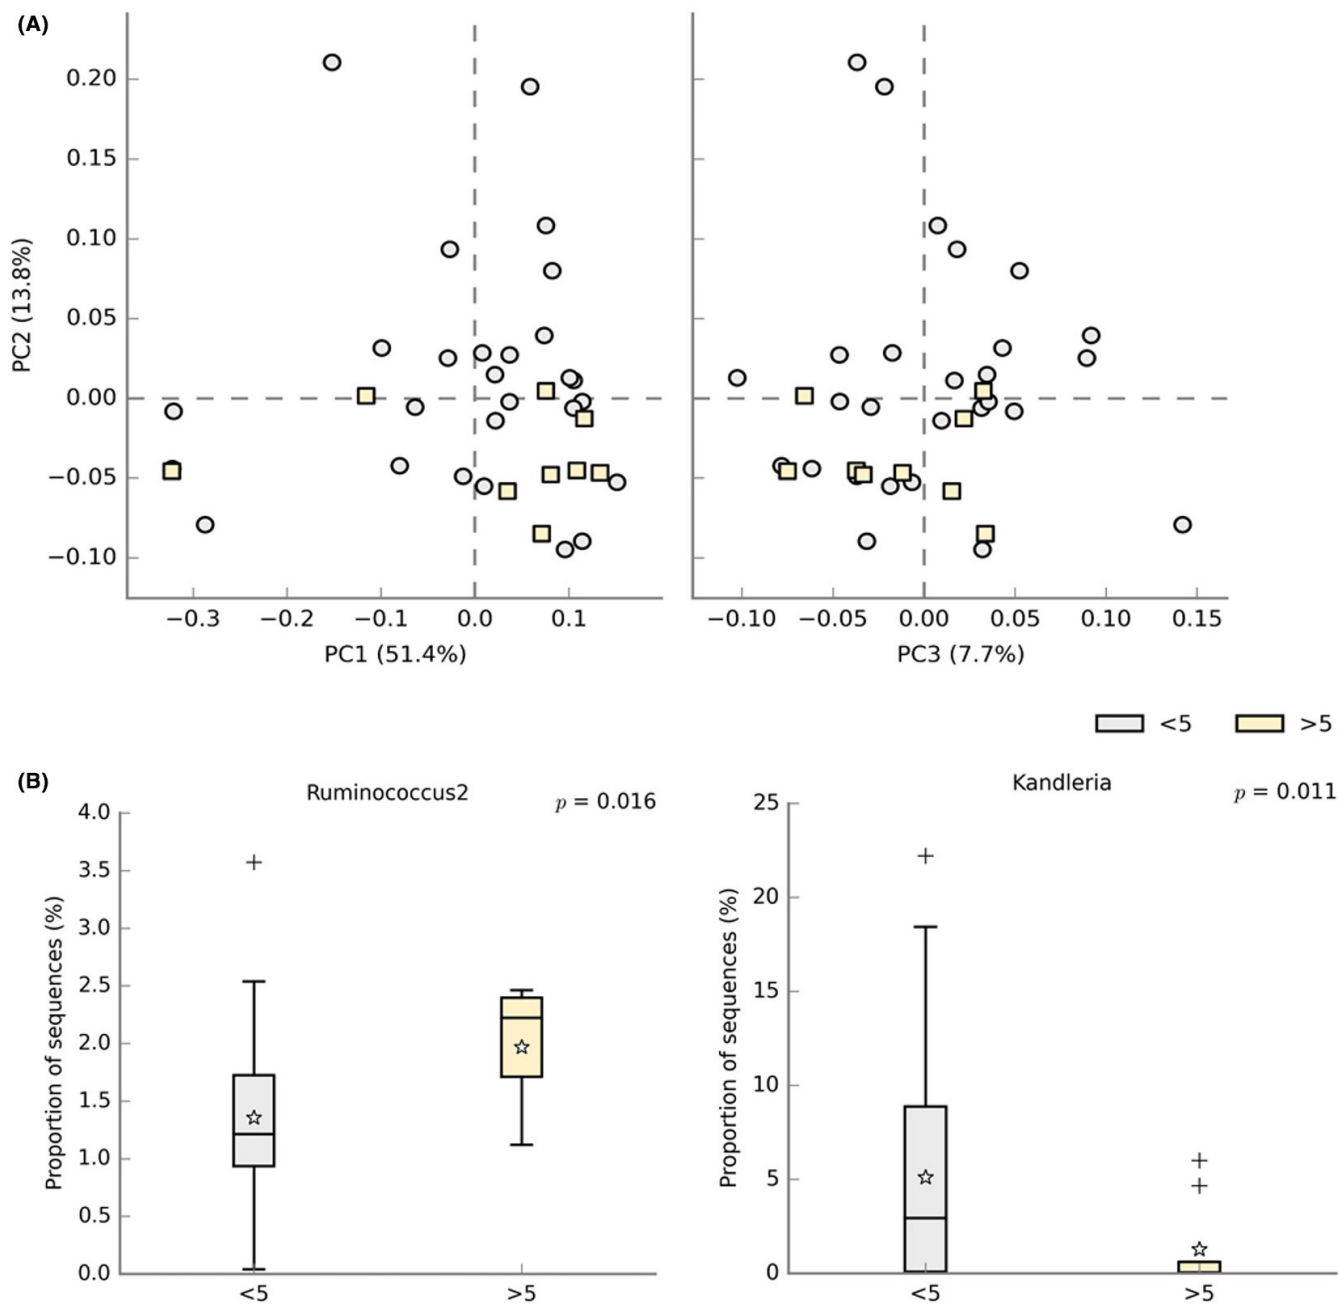 (A)
0.20
0.15
0.10
0.05
0.00
−0.05
−0.10
PC2 (13.8%)
−0.3 −0.2 −0.1 0.0 0.1
PC1 (51.4%)
−0.10 −0.05 0.00 0.05 0.10 0.15
PC3 (7.7%)
<5 >5
(B)
Ruminococcus2
p = 0.016
4.0
3.5
3.0
2.5
2.0
1.5
1.0
0.5
0.0
Proportion of sequences (%)
<5 >5
Kandleria
p = 0.011
25
20
15
10
5
0
Proportion of sequences (%)
<5 >5